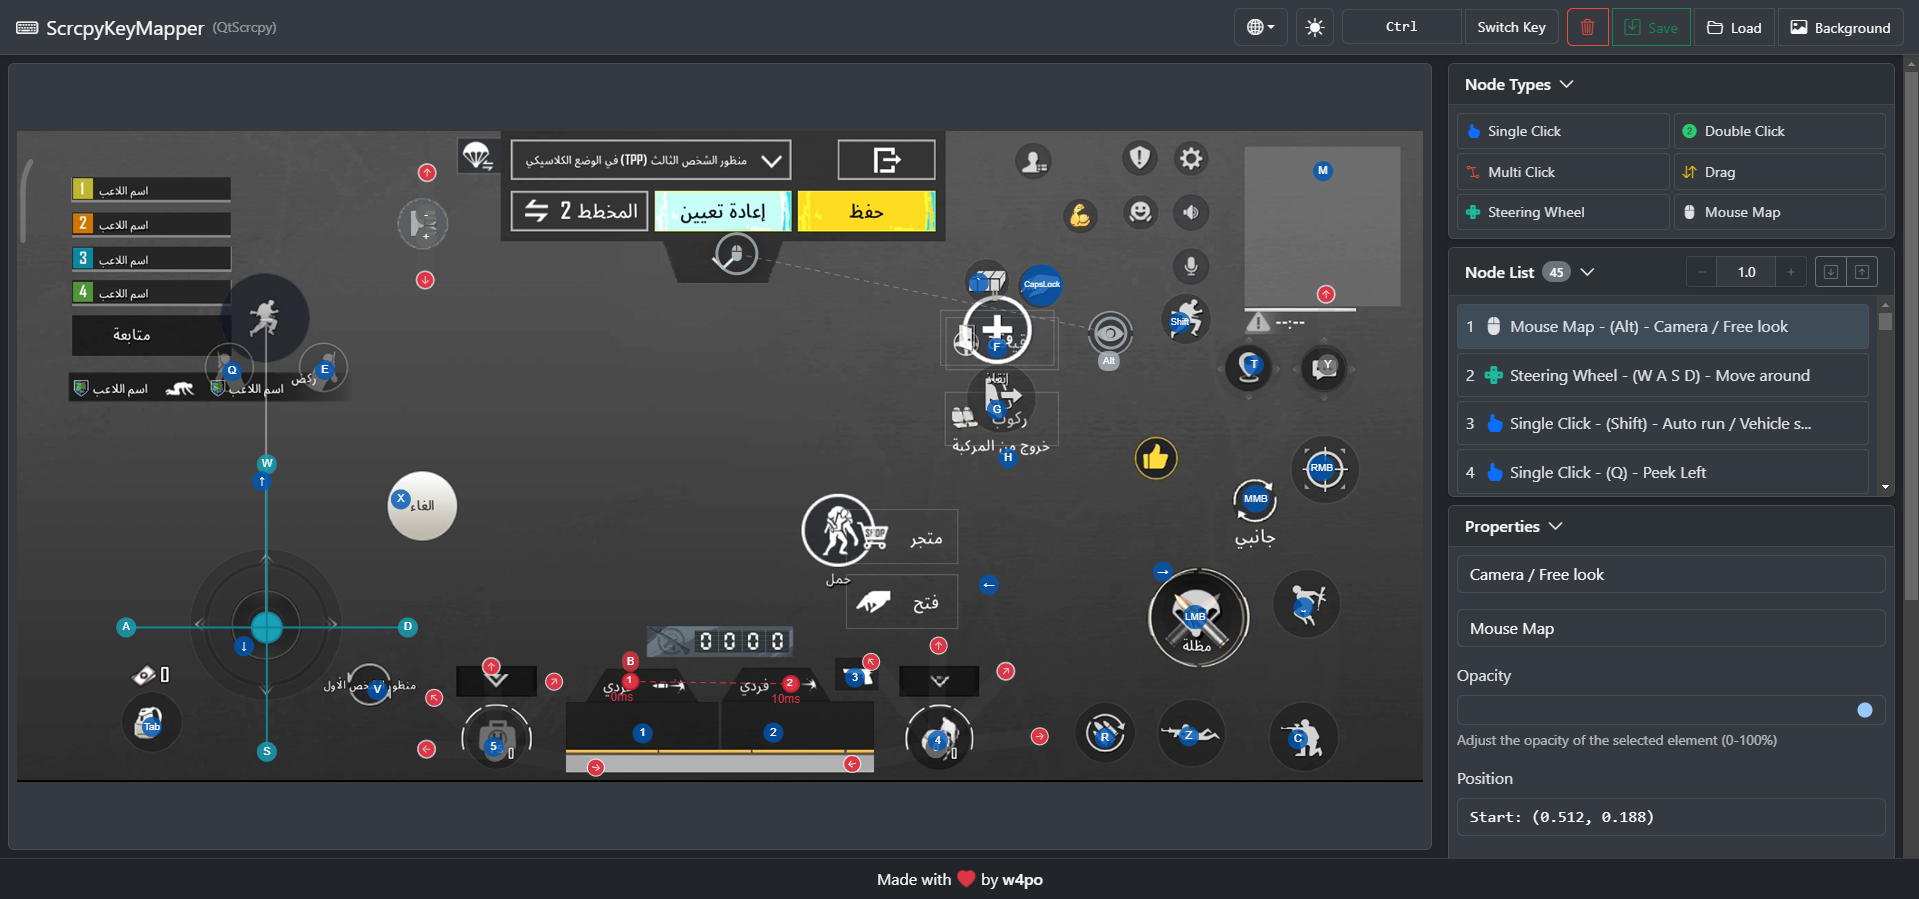 ScrcpyKeyMapper (QtScrcpy)
Ctrl
Switch Key
Save
Load
Background
منظور الشخص الثالث (TPP) في الوضع الكلاسيكي
المخطط 2
إعادة تعيين
حفظ
1 اسم اللاعب
2 اسم اللاعب
3 اسم اللاعب
4 اسم اللاعب
متابعة
اسم اللاعب
اسم اللاعب
ركض
Q
E
M
CapsLock
Shift
F
Alt
--:--
T
Y
إنقاذ
G
ركوب
خروج من المركبة
H
RMB
MMB
جانبي
W
X
القاء
SHOP
متجر
حمل
فتح
LMB
مظلة
A
D
S
0
0000
B
1
فردي
0ms
2
فردي
10ms
3
منظور الشخص الأول
V
Tab
5
0
1
2
4
0
R
Z
C
Node Types
Single Click
2 Double Click
Multi Click
Drag
Steering Wheel
Mouse Map
Node List 45
− 1.0 +
1 Mouse Map - (Alt) - Camera / Free look
2 Steering Wheel - (W A S D) - Move around
3 Single Click - (Shift) - Auto run / Vehicle s...
4 Single Click - (Q) - Peek Left
Properties
Camera / Free look
Mouse Map
Opacity
Adjust the opacity of the selected element (0-100%)
Position
Start: (0.512, 0.188)
Made with ❤ by w4po